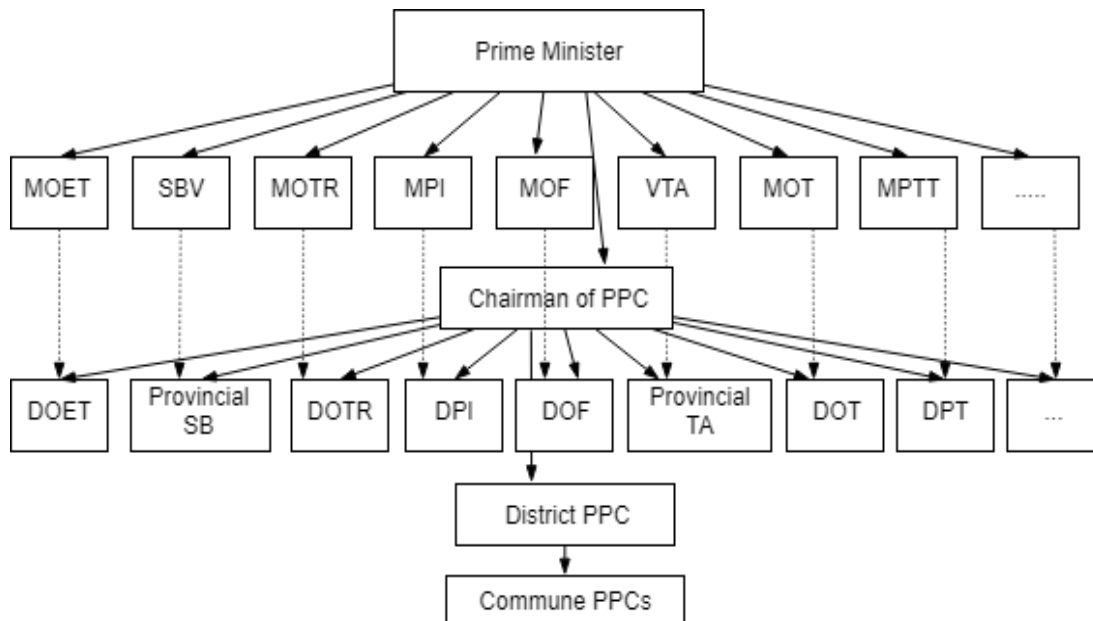 Prime Minister
MOET
SBV
MOTR
MPI
MOF
VTA
MOT
MPTT
.....
Chairman of PPC
DOET
Provincial
SB
DOTR
DPI
DOF
Provincial
TA
DOT
DPT
...
District PPC
Commune PPCs